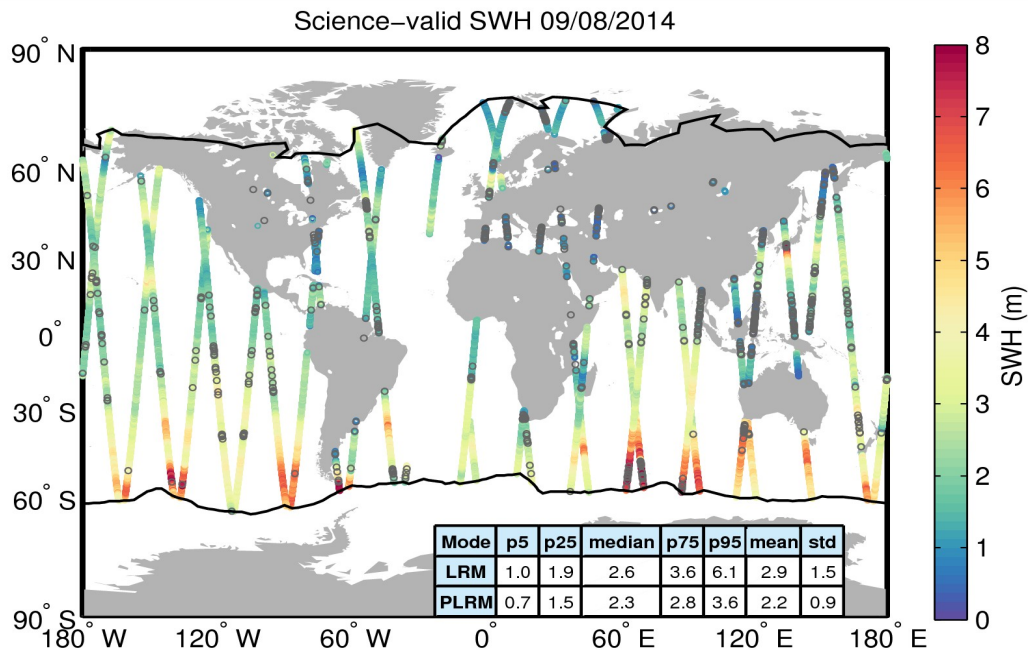 Science−valid SWH 09/08/2014
90° N
60° N
30° N
0°
30° S
60° S
90° S
180° W 120° W 60° W 0° 60° E 120° E 180° E
Mode p5 p25 median p75 p95 mean std
LRM 1.0 1.9 2.6 3.6 6.1 2.9 1.5
PLRM 0.7 1.5 2.3 2.8 3.6 2.2 0.9
8
7
6
5
4
3
2
1
0
SWH (m)